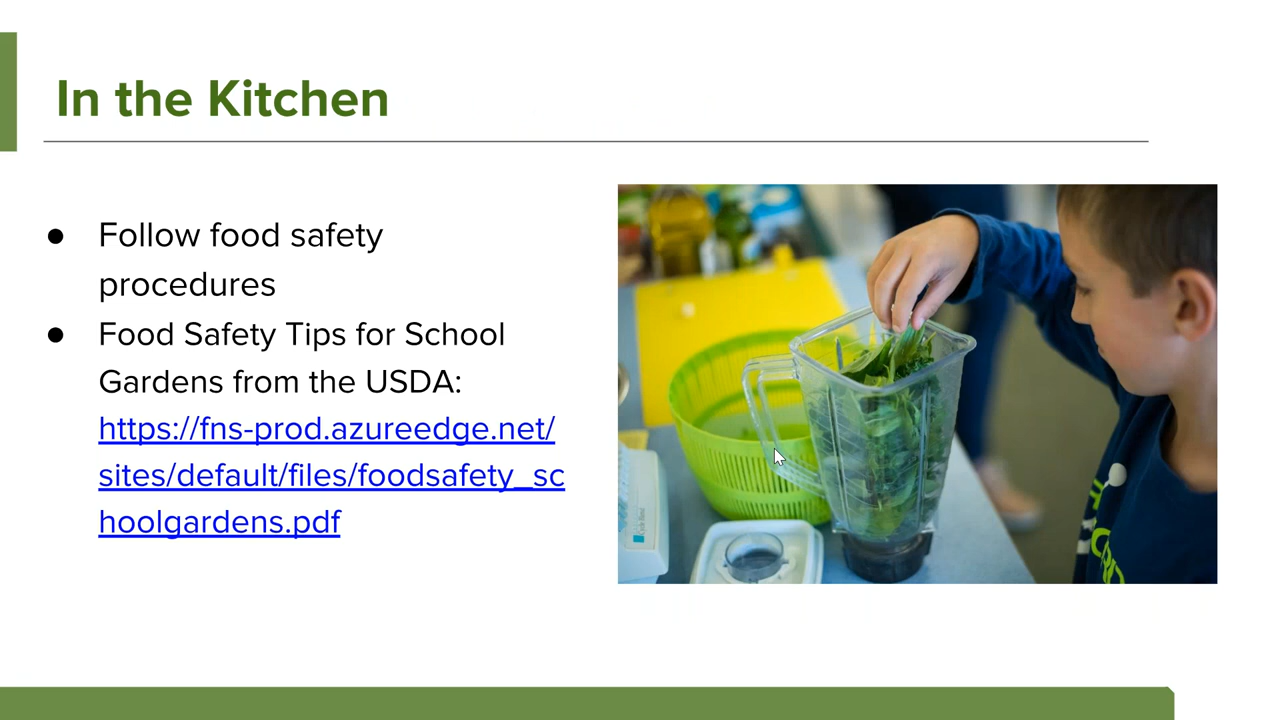 In the Kitchen
● Follow food safety
procedures
● Food Safety Tips for School
Gardens from the USDA:
https://fns-prod.azureedge.net/
sites/default/files/foodsafety_sc
hoolgardens.pdf